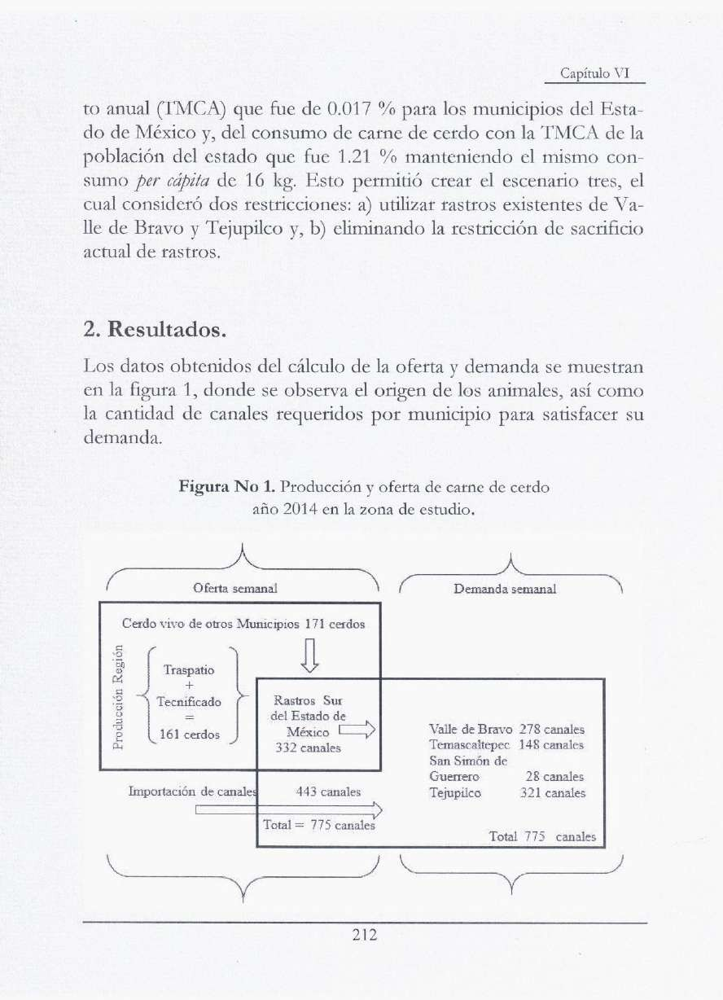 Capítulo VI
to anual (TMCA) que fue de 0.017 % para los municipios del Esta-
do de México y, del consumo de carne de cerdo con la TMCA de la
población del estado que fue 1.21 % manteniendo el mismo con-
sumo per cápita de 16 kg. Esto permitió crear el escenario tres, el
cual consideró dos restricciones: a) utilizar rastros existentes de Va-
lle de Bravo y Tejupilco y, b) eliminando la restricción de sacrificio
actual de rastros.
2. Resultados.
Los datos obtenidos del cálculo de la oferta y demanda se muestran
en la figura 1, donde se observa el origen de los animales, así como
la cantidad de canales requeridos por municipio para satisfacer su
demanda.
Figura No 1. Producción y oferta de carne de cerdo
año 2014 en la zona de estudio.
Oferta semanal
Demanda semanal
Cerdo vivo de otros Municipios 171 cerdos
Producción Región
Traspatio
+
Tecnificado
=
161 cerdos
Rastros Sur
del Estado de
México
332 canales
Valle de Bravo 278 canales
Temascaltepec 148 canales
San Simón de
Guerrero 28 canales
Tejupilco 321 canales
Importación de canales 443 canales
Total = 775 canales
Total 775 canales
212